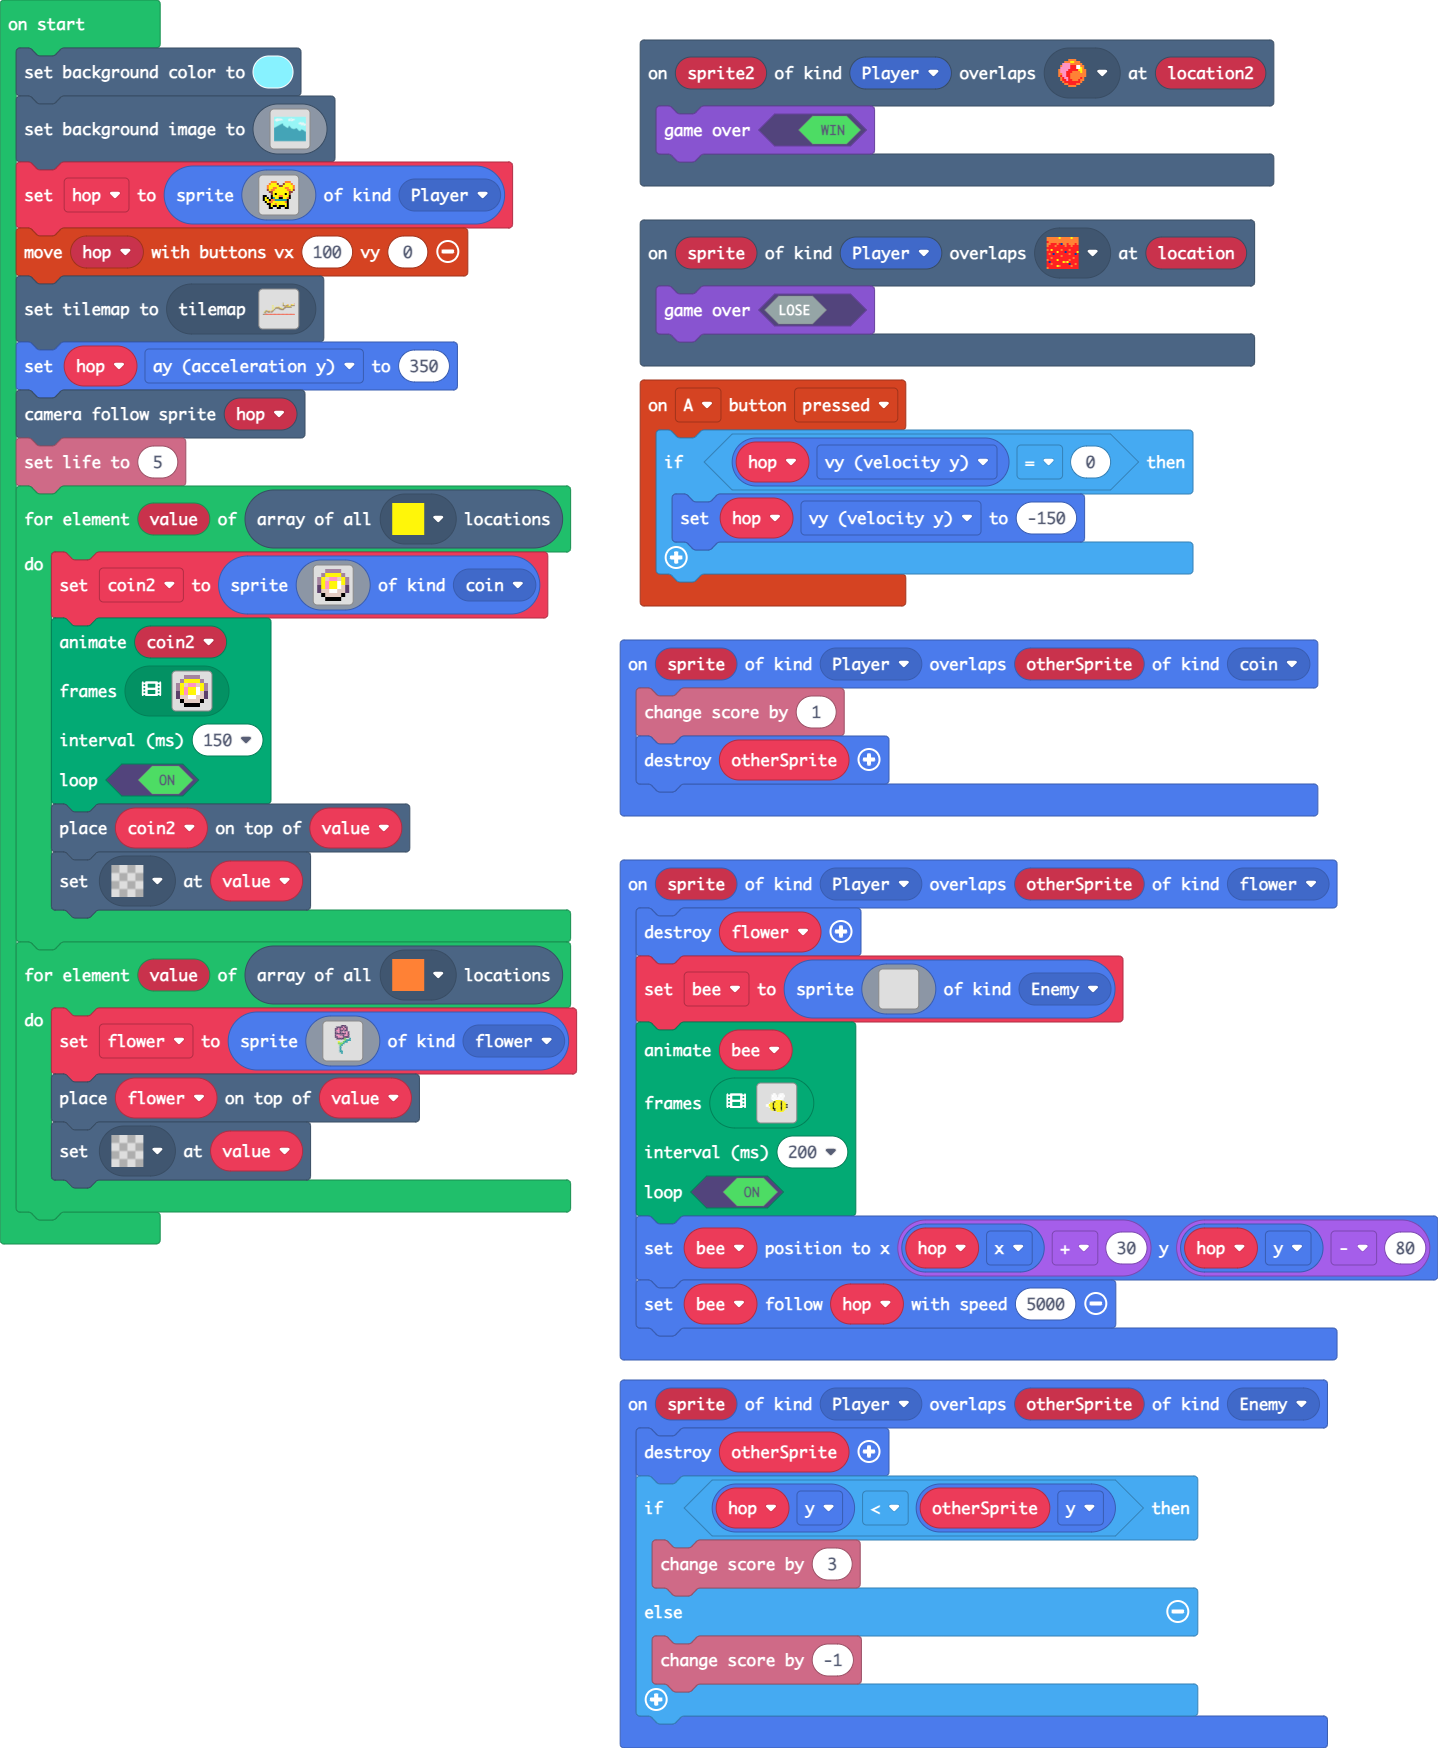 on start
set background color to
set background image to
set hop to sprite of kind Player
move hop with buttons vx 100 vy 0
set tilemap to tilemap
set hop ay (acceleration y) to 350
camera follow sprite hop
set life to 5
for element value of array of all locations
do
set coin2 to sprite of kind coin
animate coin2
frames
interval (ms) 150
loop ON
place coin2 on top of value
set at value
for element value of array of all locations
do
set flower to sprite of kind flower
place flower on top of value
set at value
on sprite2 of kind Player overlaps at location2
game over WIN
on sprite of kind Player overlaps at location
game over LOSE
on A button pressed
if hop vy (velocity y) = 0 then
set hop vy (velocity y) to -150
on sprite of kind Player overlaps otherSprite of kind coin
change score by 1
destroy otherSprite
on sprite of kind Player overlaps otherSprite of kind flower
destroy flower
set bee to sprite of kind Enemy
animate bee
frames
interval (ms) 200
loop ON
set bee position to x hop x + 30 y hop y - 80
set bee follow hop with speed 5000
on sprite of kind Player overlaps otherSprite of kind Enemy
destroy otherSprite
if hop y < otherSprite y then
change score by 3
else
change score by -1